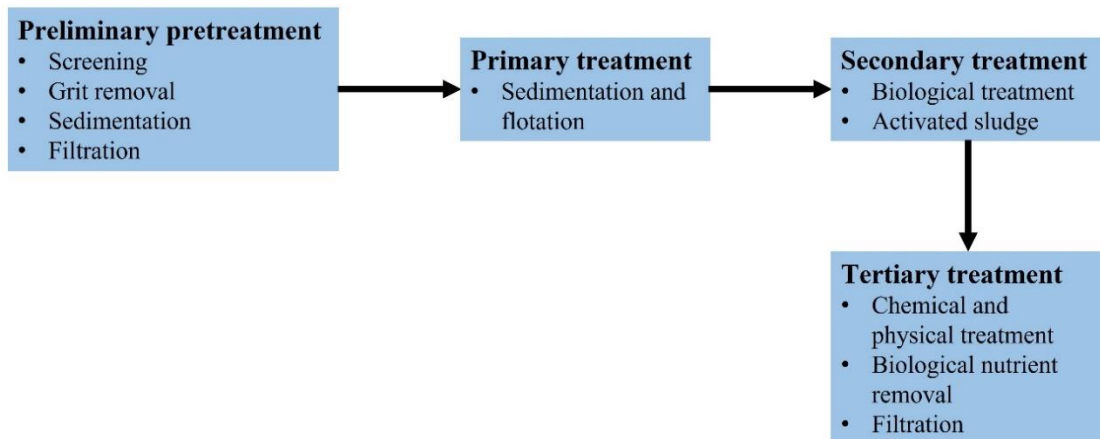 Preliminary pretreatment
• Screening
• Grit removal
• Sedimentation
• Filtration
Primary treatment
• Sedimentation and
flotation
Secondary treatment
• Biological treatment
• Activated sludge
Tertiary treatment
• Chemical and
physical treatment
• Biological nutrient
removal
• Filtration